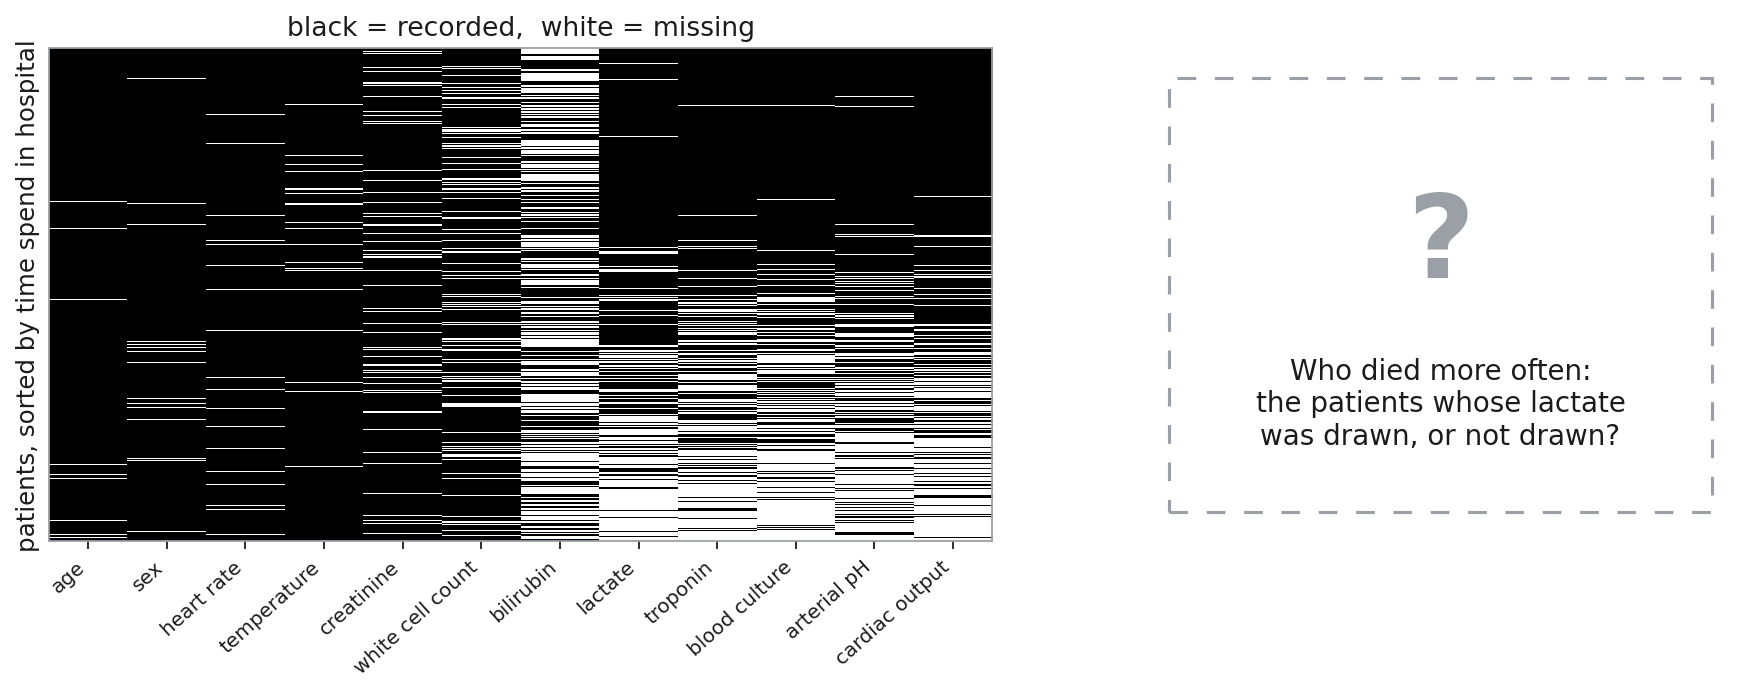 black = recorded,  white = missing
patients, sorted by time spend in hospital
age
sex
heart rate
temperature
creatinine
white cell count
bilirubin
lactate
troponin
blood culture
arterial pH
cardiac output
?
Who died more often:
the patients whose lactate
was drawn, or not drawn?